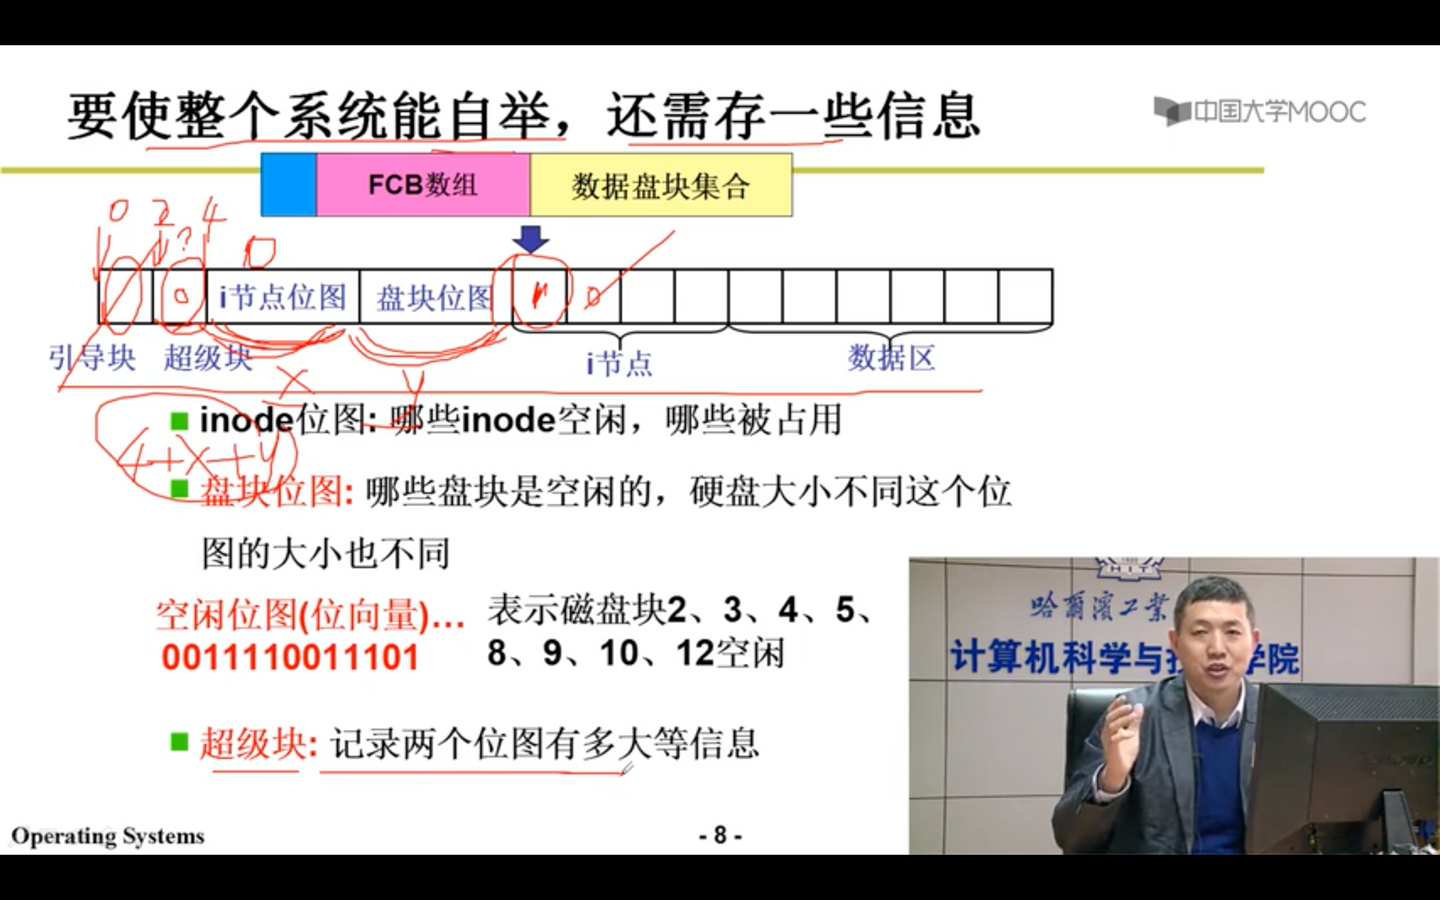 要使整个系统能自举，还需存一些信息
中国大学MOOC
FCB数组 数据盘块集合
0 2 4
i节点位图 盘块位图
引导块 超级块 i节点 数据区
x y
inode位图: 哪些inode空闲，哪些被占用
4+x+y
盘块位图: 哪些盘块是空闲的，硬盘大小不同这个位
图的大小也不同
空闲位图(位向量)... 表示磁盘块2、3、4、5、
0011110011101 8、9、10、12空闲
超级块: 记录两个位图有多大等信息
HIT
哈尔滨工业
计算机科学与 学院
Operating Systems
- 8 -